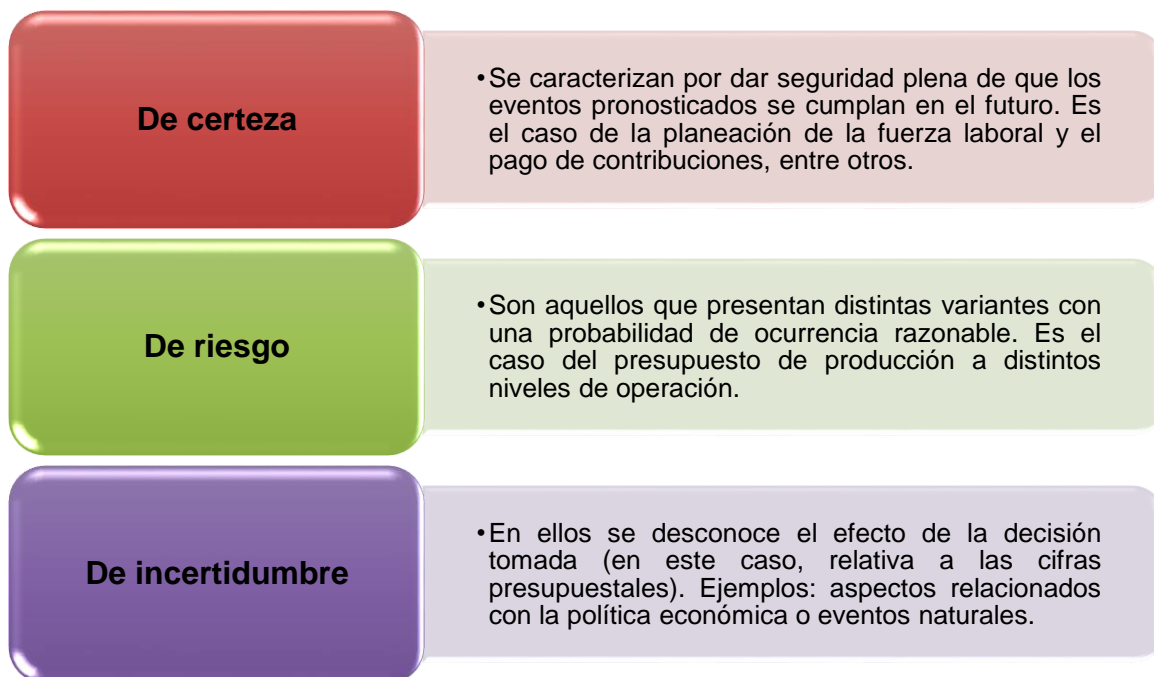 De certeza
•Se caracterizan por dar seguridad plena de que los
eventos pronosticados se cumplan en el futuro. Es
el caso de la planeación de la fuerza laboral y el
pago de contribuciones, entre otros.
De riesgo
•Son aquellos que presentan distintas variantes con
una probabilidad de ocurrencia razonable. Es el
caso del presupuesto de producción a distintos
niveles de operación.
De incertidumbre
•En ellos se desconoce el efecto de la decisión
tomada (en este caso, relativa a las cifras
presupuestales). Ejemplos: aspectos relacionados
con la política económica o eventos naturales.